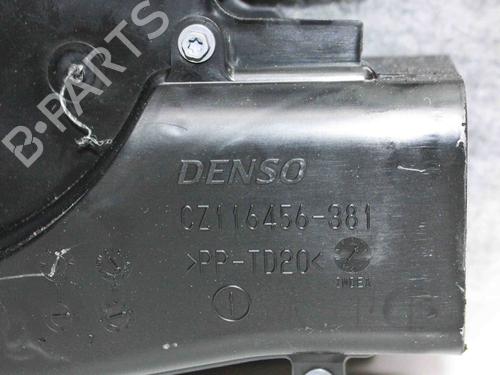 B-PARTS
DENSO
CZ116456-381
>PP-TD20<